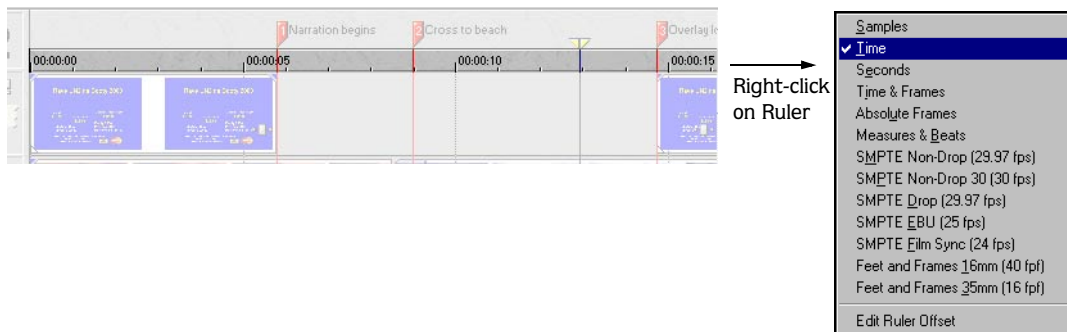 1 Narration begins
2 Cross to beach
3 Overlay
00:00:00
00:00:05
00:00:10
00:00:15
Right-click
on Ruler
Samples
Time
Seconds
Time & Frames
Absolute Frames
Measures & Beats
SMPTE Non-Drop (29.97 fps)
SMPTE Non-Drop 30 (30 fps)
SMPTE Drop (29.97 fps)
SMPTE EBU (25 fps)
SMPTE Film Sync (24 fps)
Feet and Frames 16mm (40 fpf)
Feet and Frames 35mm (16 fpf)
Edit Ruler Offset